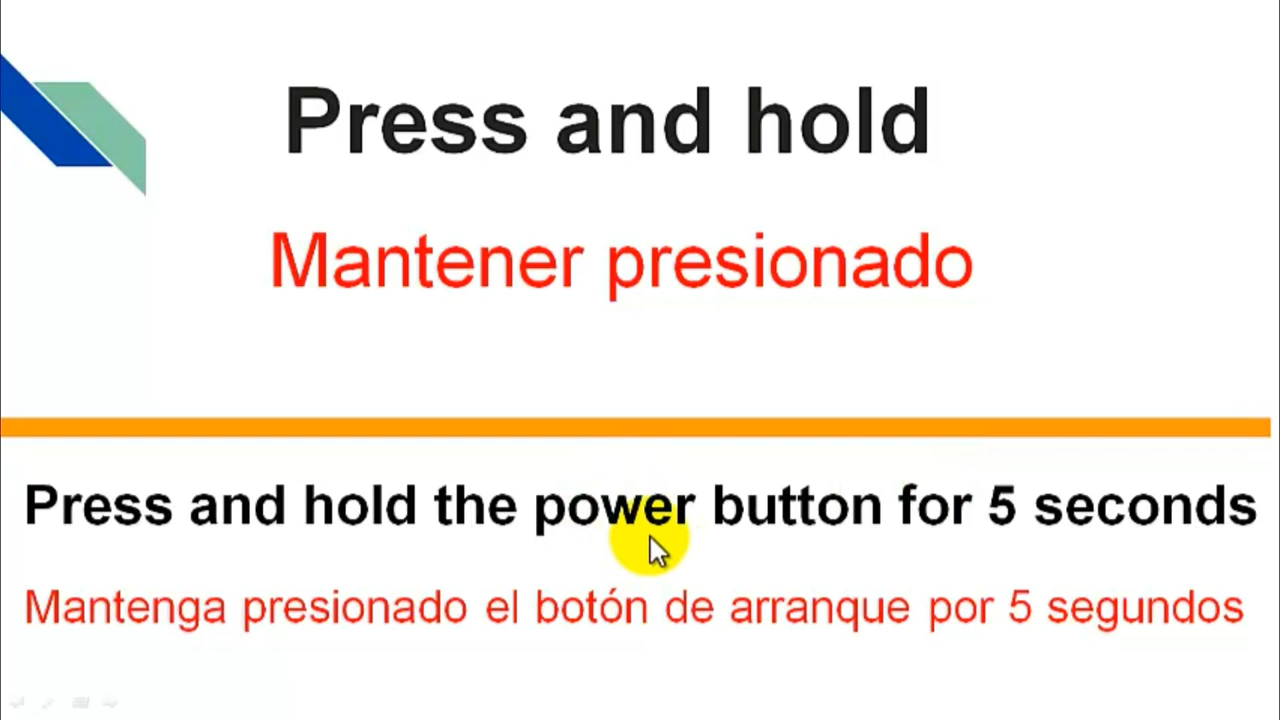 Press and hold
Mantener presionado
Press and hold the power button for 5 seconds
Mantenga presionado el botón de arranque por 5 segundos